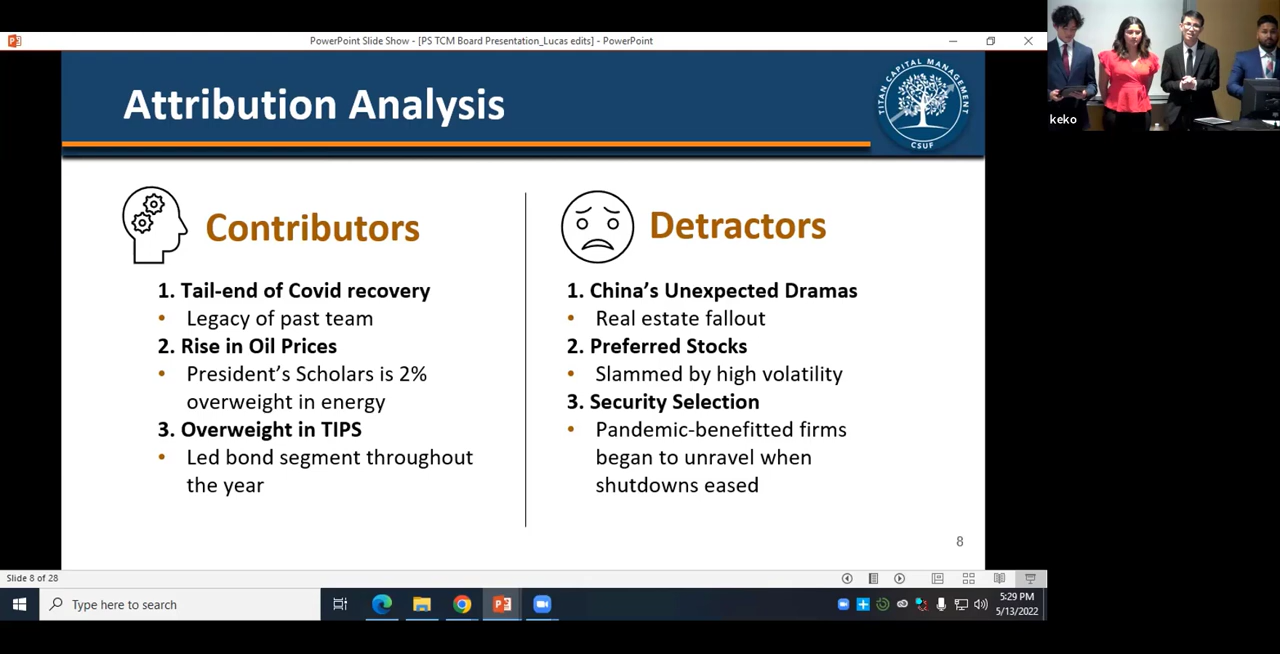 PowerPoint Slide Show - [PS TCM Board Presentation_Lucas edits] - PowerPoint
Attribution Analysis
TITAN CAPITAL MANAGEMENT
CSUF
keko
Contributors
1. Tail-end of Covid recovery
• Legacy of past team
2. Rise in Oil Prices
• President's Scholars is 2%
overweight in energy
3. Overweight in TIPS
• Led bond segment throughout
the year
Detractors
1. China's Unexpected Dramas
• Real estate fallout
2. Preferred Stocks
• Slammed by high volatility
3. Security Selection
• Pandemic-benefitted firms
began to unravel when
shutdowns eased
8
Slide 8 of 28
Type here to search
5:29 PM
5/13/2022